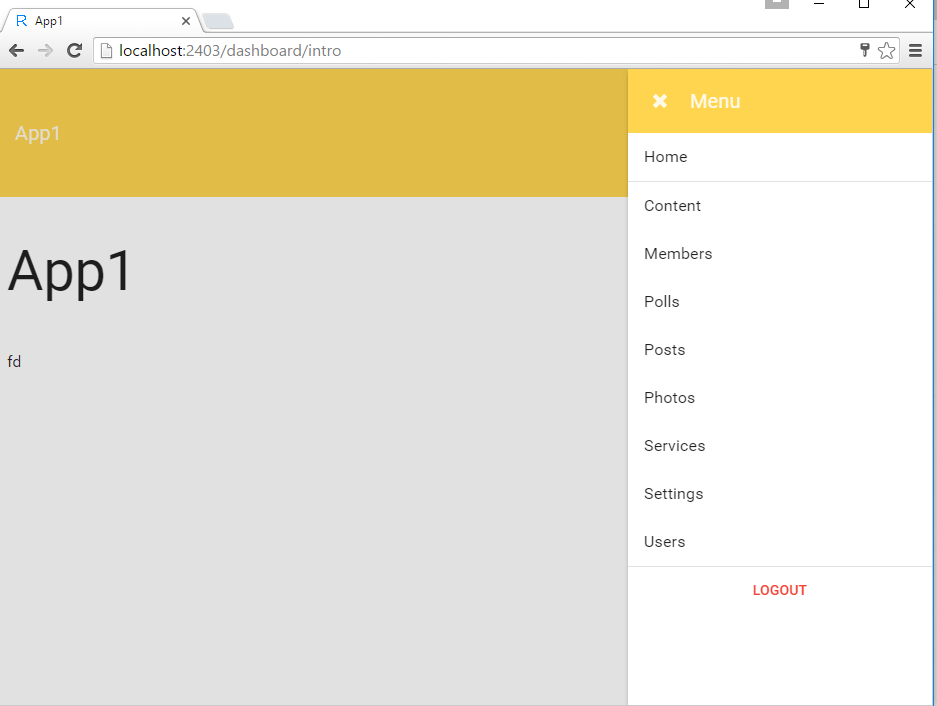 App1
localhost:2403/dashboard/intro
App1
Menu
App1
fd
Home
Content
Members
Polls
Posts
Photos
Services
Settings
Users
LOGOUT